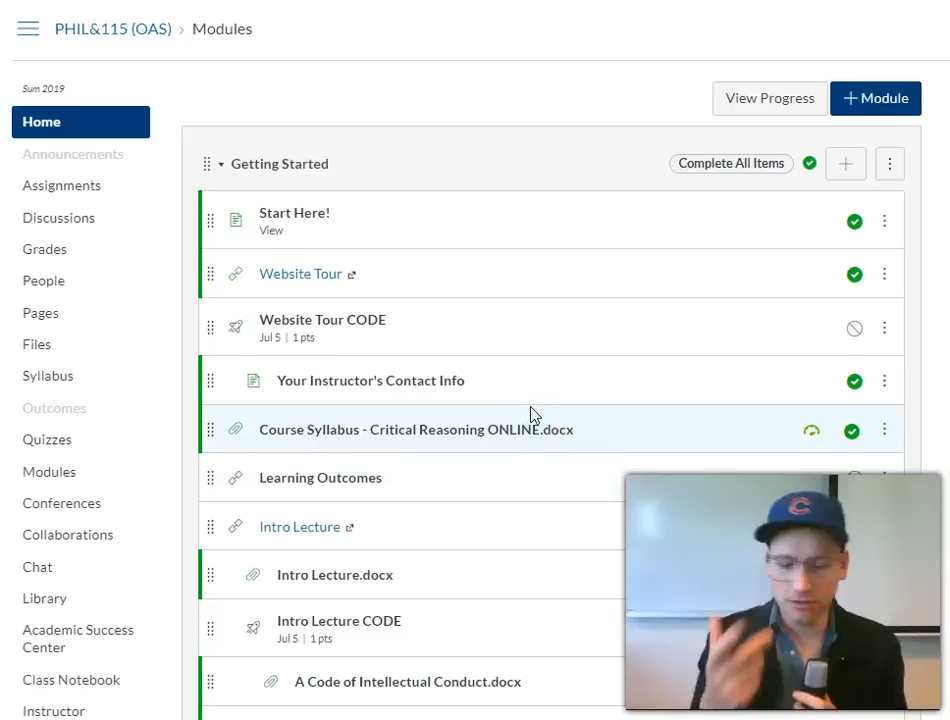 PHIL&115 (OAS) › Modules
Sum 2019
View Progress
+ Module
Home
Announcements
Assignments
Discussions
Grades
People
Pages
Files
Syllabus
Outcomes
Quizzes
Modules
Conferences
Collaborations
Chat
Library
Academic Success
Center
Class Notebook
Instructor
Getting Started
Complete All Items
Start Here!
View
Website Tour
Website Tour CODE
Jul 5 | 1 pts
Your Instructor's Contact Info
Course Syllabus - Critical Reasoning ONLINE.docx
Learning Outcomes
Intro Lecture
Intro Lecture.docx
Intro Lecture CODE
Jul 5 | 1 pts
A Code of Intellectual Conduct.docx
C